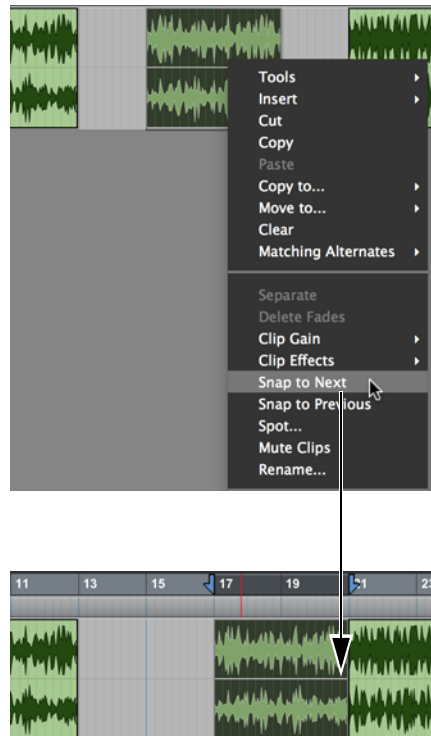 Tools
Insert
Cut
Copy
Paste
Copy to...
Move to...
Clear
Matching Alternates
Separate
Delete Fades
Clip Gain
Clip Effects
Snap to Next
Snap to Previous
Spot...
Mute Clips
Rename...
11 13 15 17 19 21